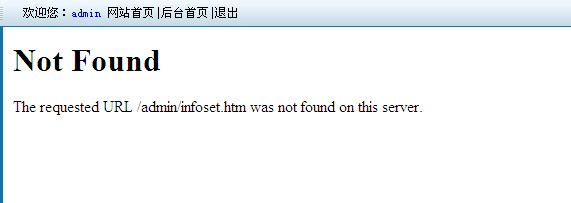 欢迎您：admin 网站首页 |后台首页 |退出
Not Found
The requested URL /admin/infoset.htm was not found on this server.